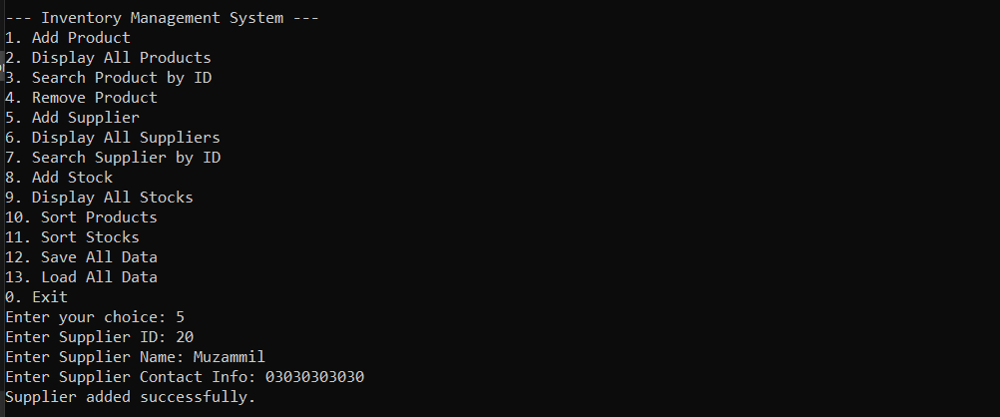 --- Inventory Management System ---
1. Add Product
2. Display All Products
3. Search Product by ID
4. Remove Product
5. Add Supplier
6. Display All Suppliers
7. Search Supplier by ID
8. Add Stock
9. Display All Stocks
10. Sort Products
11. Sort Stocks
12. Save All Data
13. Load All Data
0. Exit
Enter your choice: 5
Enter Supplier ID: 20
Enter Supplier Name: Muzammil
Enter Supplier Contact Info: 03030303030
Supplier added successfully.